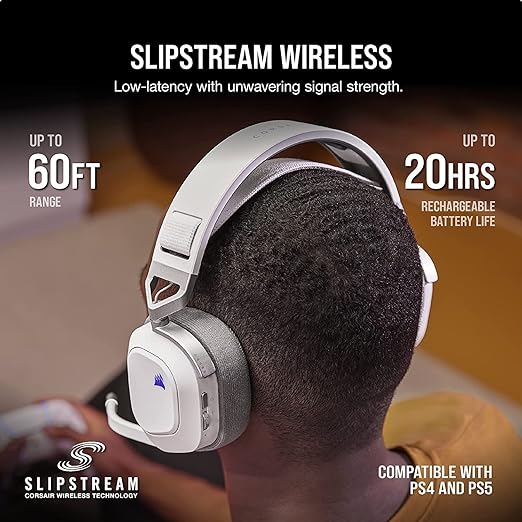 SLIPSTREAM WIRELESS
Low-latency with unwavering signal strength.
UP TO
60FT
RANGE
UP TO
20HRS
RECHARGEABLE
BATTERY LIFE
SLIPSTREAM
CORSAIR WIRELESS TECHNOLOGY
COMPATIBLE WITH
PS4 AND PS5